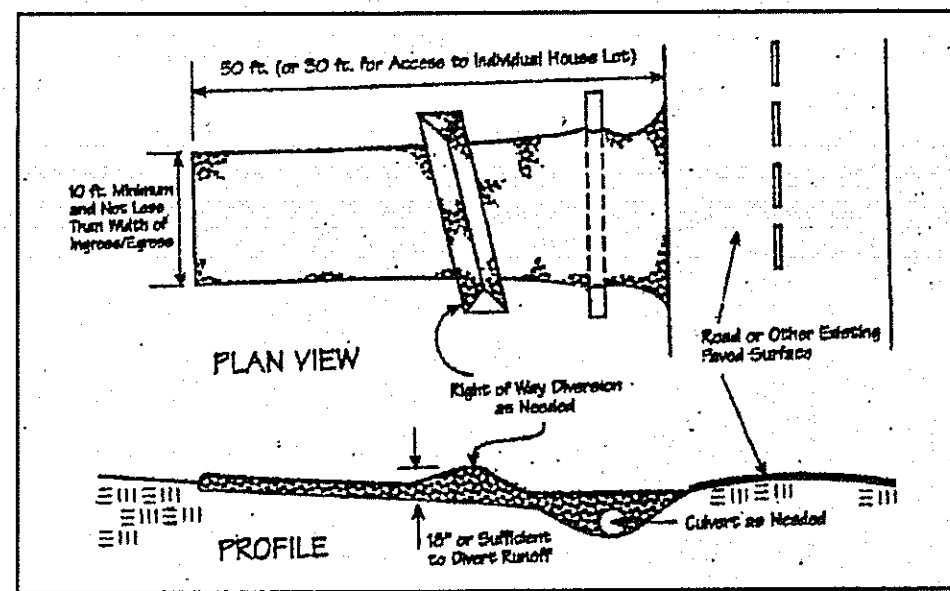 50 ft. (or 30 ft. for Access to Individual House Lot)
10 ft. Minimum
and Not Less
Than Width of
Ingress/Egress
PLAN VIEW
Right of Way Diversion
as Needed
Road or Other Existing
Paved Surface
Culvert as Needed
PROFILE
18" or Sufficient
to Divert Runoff